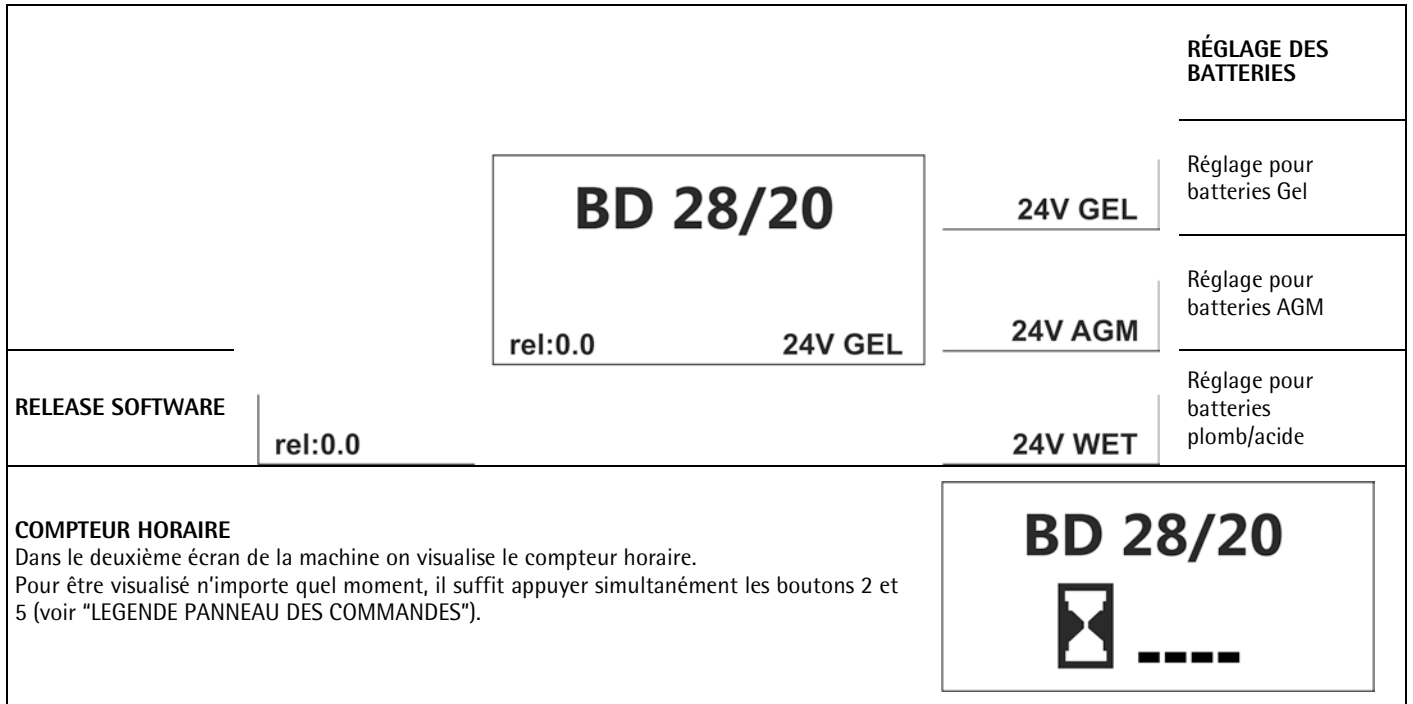 RÉGLAGE DES
BATTERIES
BD 28/20
rel:0.0 24V GEL
24V GEL
Réglage pour
batteries Gel
24V AGM
Réglage pour
batteries AGM
RELEASE SOFTWARE
rel:0.0
24V WET
Réglage pour
batteries
plomb/acide
COMPTEUR HORAIRE
Dans le deuxième écran de la machine on visualise le compteur horaire.
Pour être visualisé n'importe quel moment, il suffit appuyer simultanément les boutons 2 et
5 (voir "LEGENDE PANNEAU DES COMMANDES").
BD 28/20
----